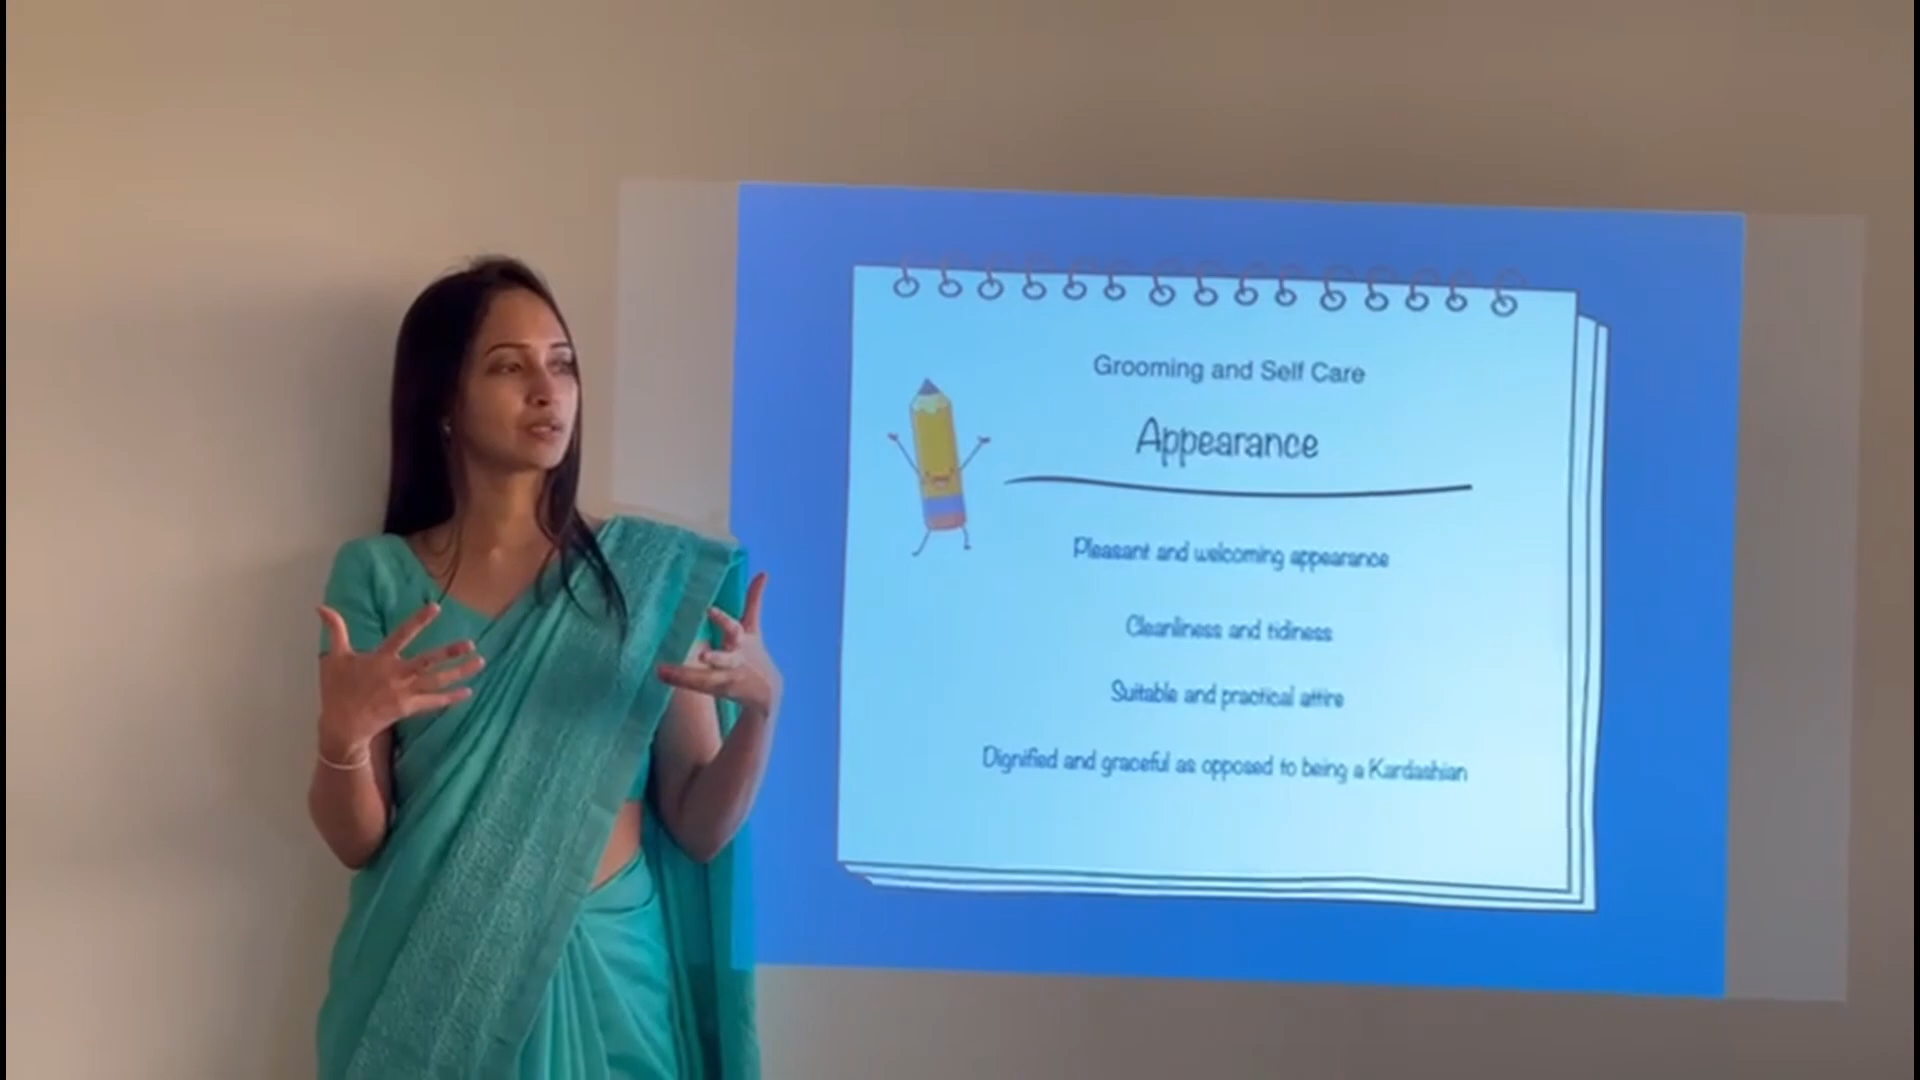 Grooming and Self Care
Appearance
Pleasant and welcoming appearance
Cleanliness and tidiness
Suitable and practical attire
Dignified and graceful as opposed to being a Kardashian